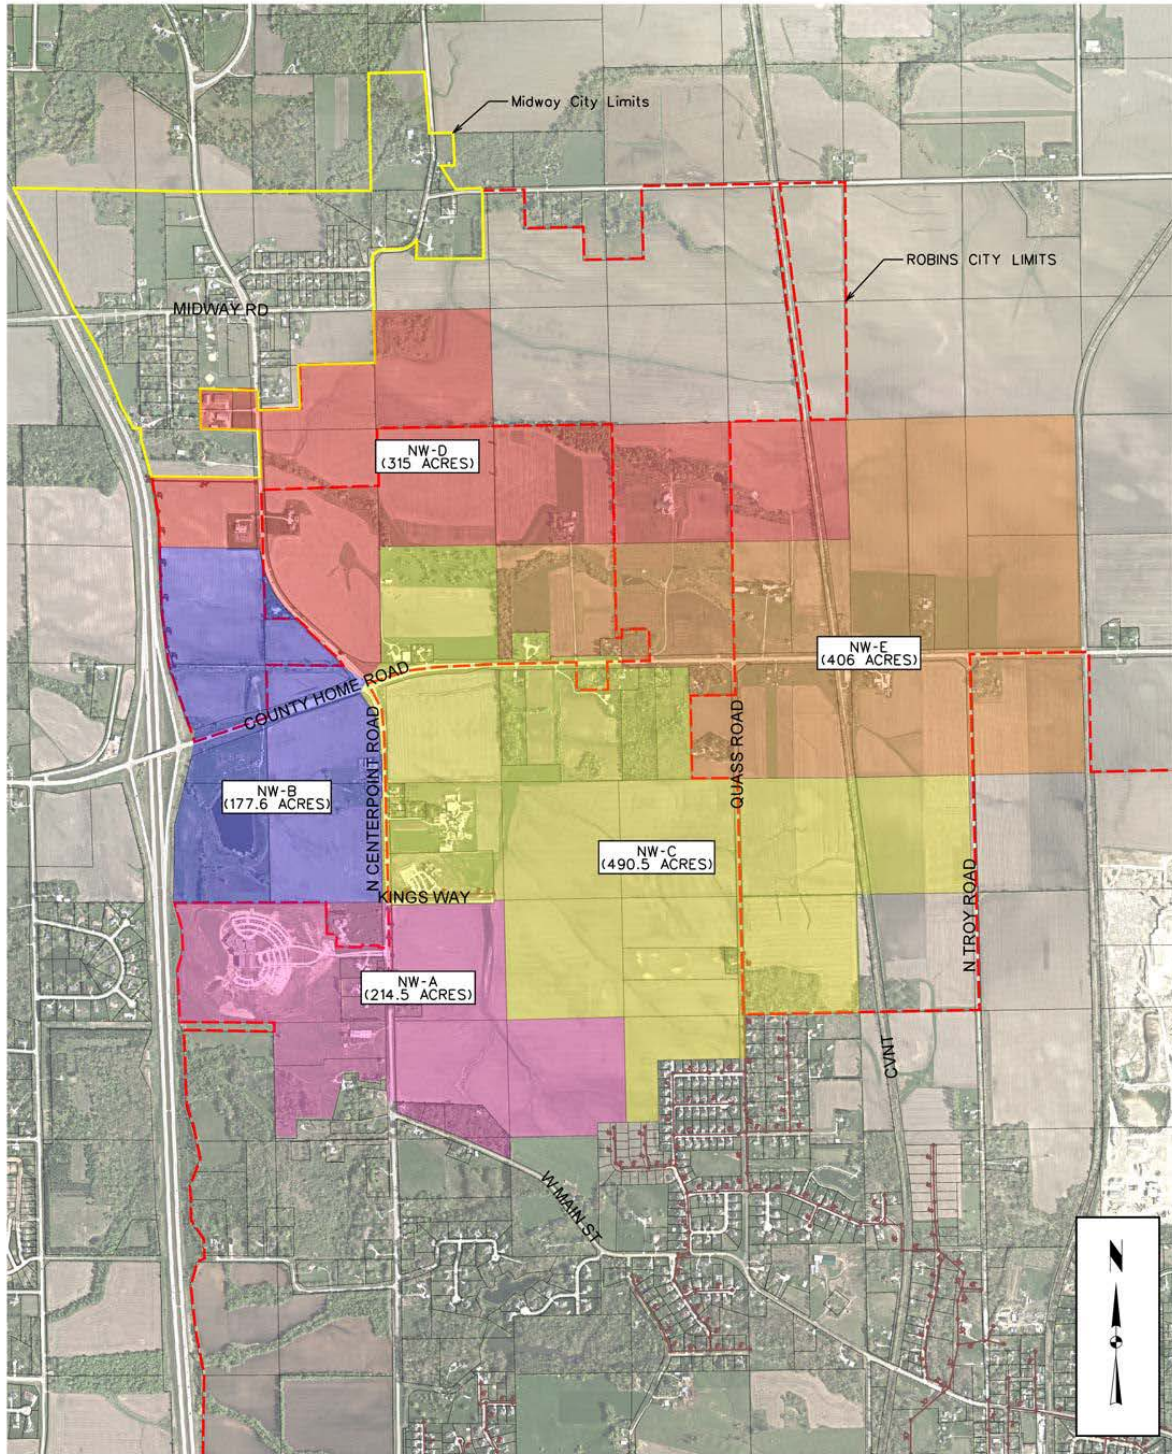 Midway City Limits
ROBINS CITY LIMITS
MIDWAY RD
NW-D
(315 ACRES)
NW-E
(406 ACRES)
COUNTY HOME ROAD
N CENTERPOINT ROAD
QUASS ROAD
NW-B
(177.6 ACRES)
NW-C
(490.5 ACRES)
KINGS WAY
N TROY ROAD
NW-A
(214.5 ACRES)
CVNT
W MAIN ST
N